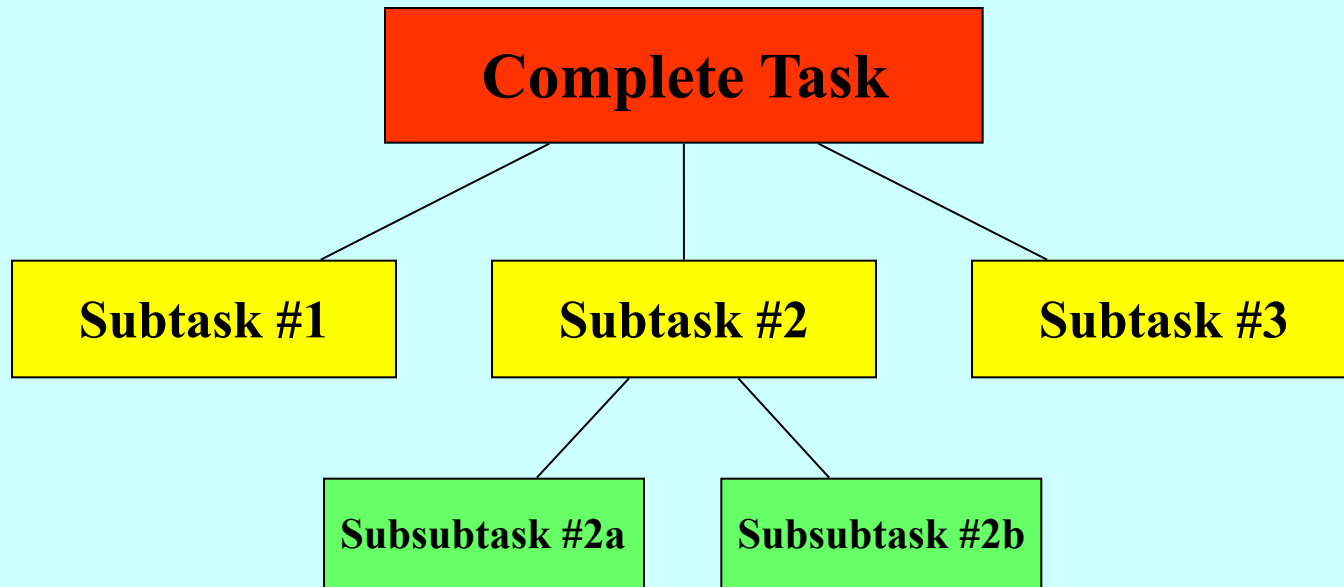 Complete Task
Subtask #1
Subtask #2
Subtask #3
Subsubtask #2a
Subsubtask #2b